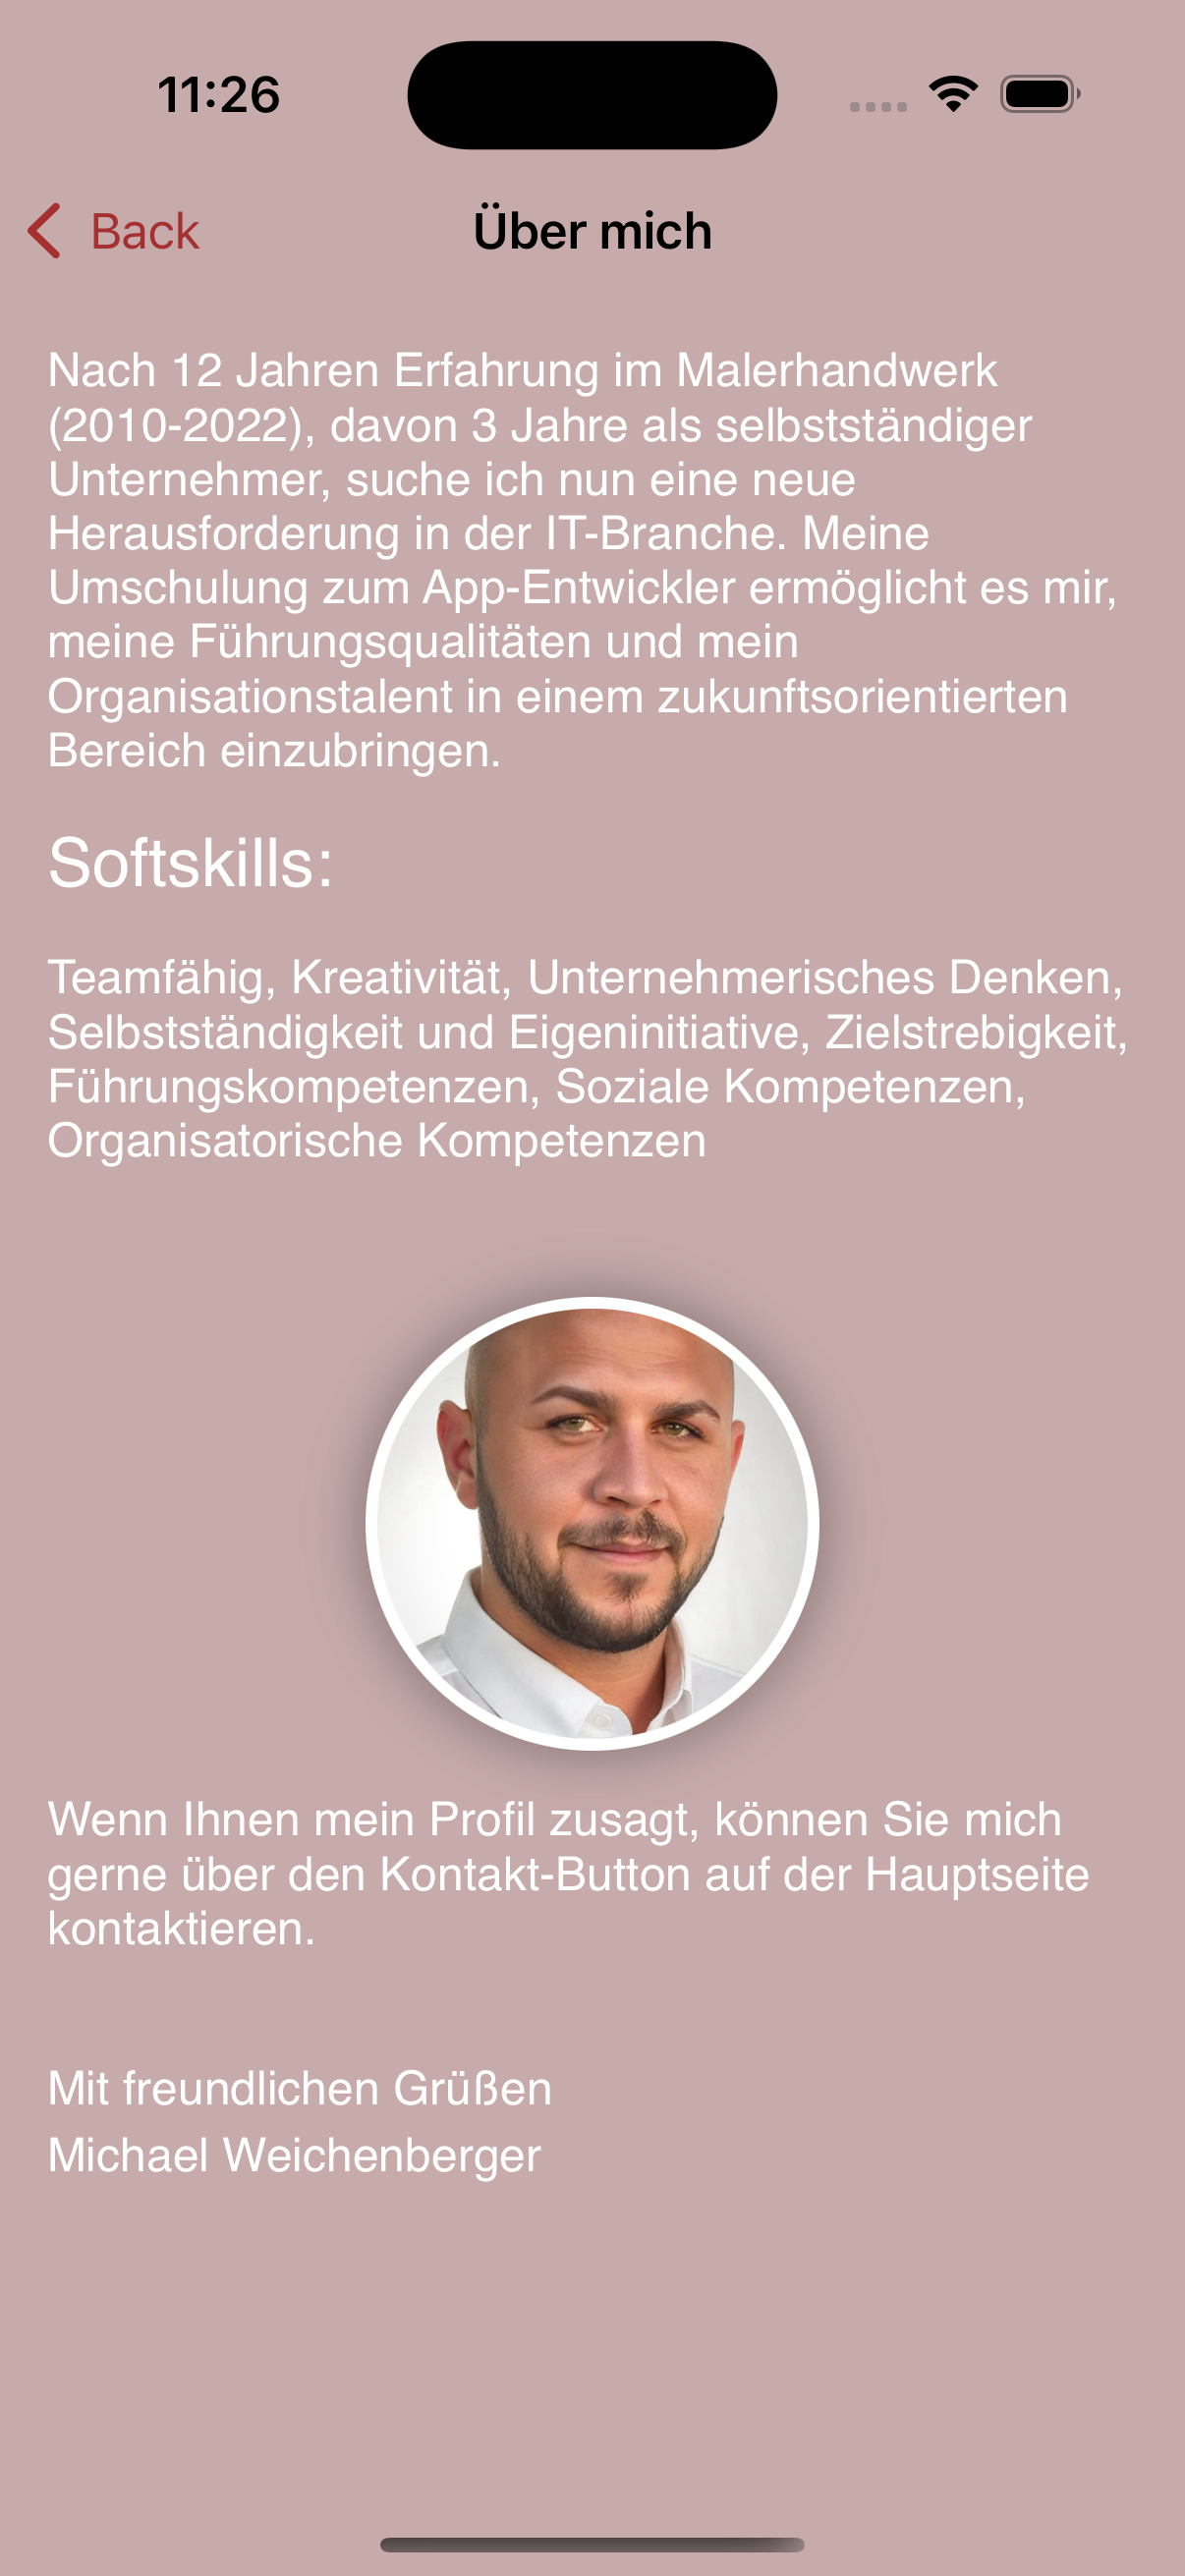 11:26
Back
Über mich
Nach 12 Jahren Erfahrung im Malerhandwerk
(2010-2022), davon 3 Jahre als selbstständiger
Unternehmer, suche ich nun eine neue
Herausforderung in der IT-Branche. Meine
Umschulung zum App-Entwickler ermöglicht es mir,
meine Führungsqualitäten und mein
Organisationstalent in einem zukunftsorientierten
Bereich einzubringen.
Softskills:
Teamfähig, Kreativität, Unternehmerisches Denken,
Selbstständigkeit und Eigeninitiative, Zielstrebigkeit,
Führungskompetenzen, Soziale Kompetenzen,
Organisatorische Kompetenzen
Wenn Ihnen mein Profil zusagt, können Sie mich
gerne über den Kontakt-Button auf der Hauptseite
kontaktieren.
Mit freundlichen Grüßen
Michael Weichenberger